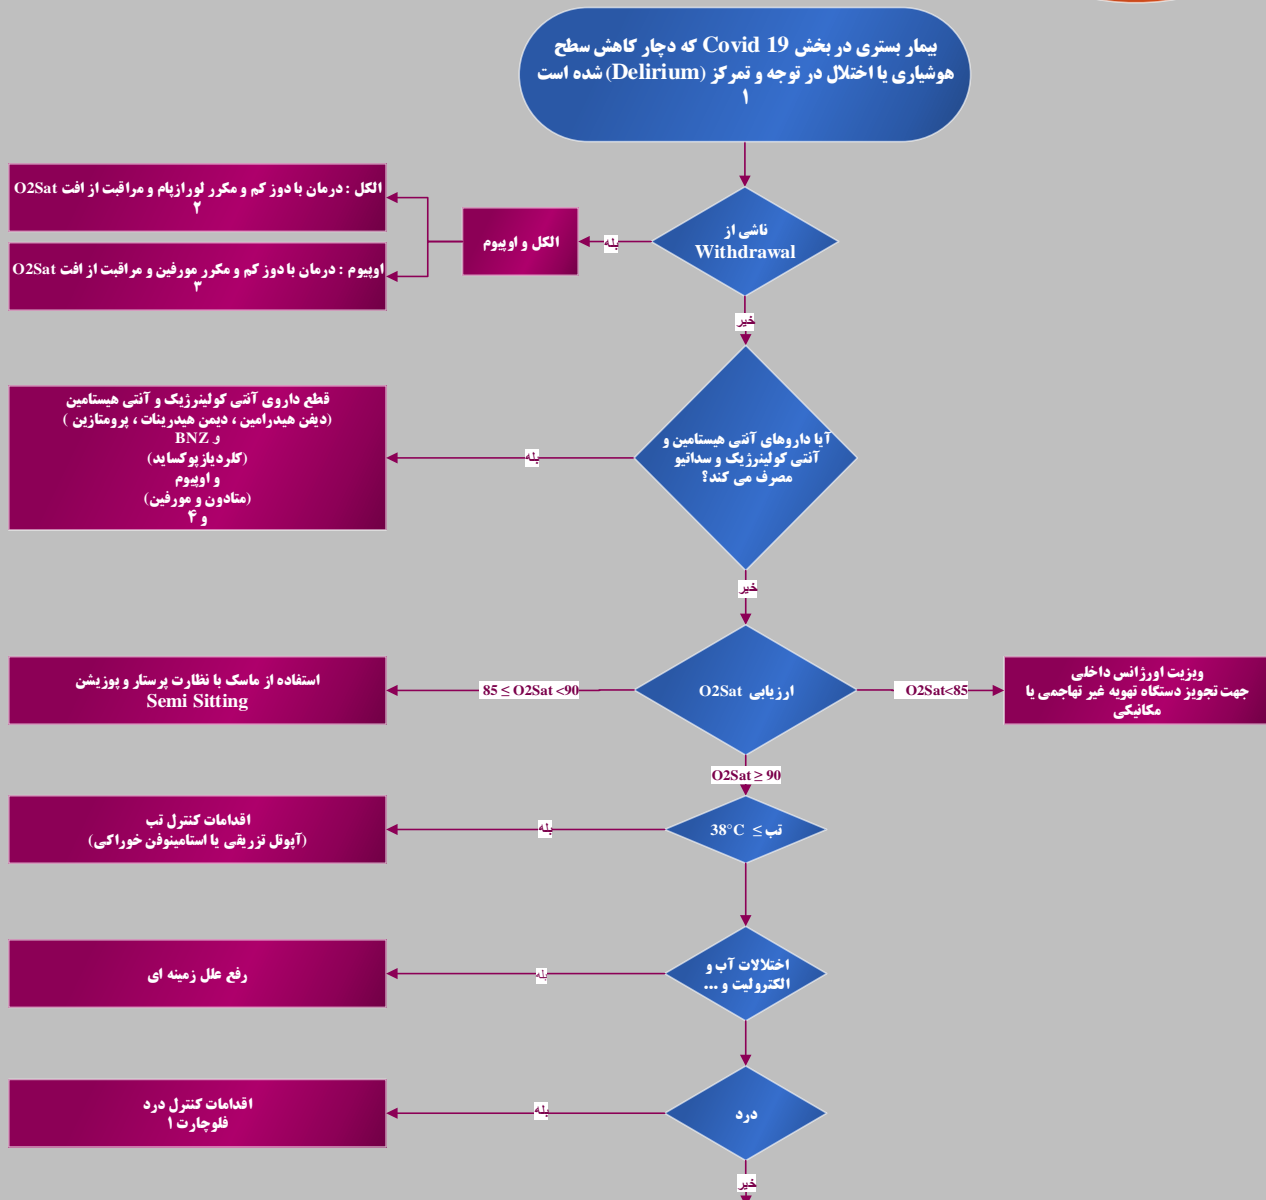 بیمار بستری در بخش Covid 19 که دچار کاهش سطح
هوشیاری یا اختلال در توجه و تمرکز (Delirium) شده است
۱
ناشی از
Withdrawal
بله
الکل و اوپیوم
الکل : درمان با دوز کم و مکرر لورازپام و مراقبت از افت O2Sat
۲
اوپیوم : درمان با دوز کم و مکرر مورفین و مراقبت از افت O2Sat
۳
خیر
آیا داروهای آنتی هیستامین و
آنتی کولینرژیک و سداتیو
مصرف می کند؟
بله
قطع داروی آنتی کولینرژیک و آنتی هیستامین
(دیفن هیدرامین ، دیمن هیدرینات ، پرومتازین )
و BNZ
(کلردیازپوکساید)
و اوپیوم
(متادون و مورفین)
و ۴
خیر
ارزیابی O2Sat
O2Sat<85
ویزیت اورژانس داخلی
جهت تجویز دستگاه تهویه غیر تهاجمی یا
مکانیکی
85 ≤ O2Sat <90
استفاده از ماسک با نظارت پرستار و پوزیشن
Semi Sitting
O2Sat ≥ 90
تب ≥ 38°C
بله
اقدامات کنترل تب
(آپوتل تزریقی یا استامینوفن خوراکی)
اختلالات آب و
الکترولیت و ...
بله
رفع علل زمینه ای
درد
بله
اقدامات کنترل درد
فلوچارت ۱
خیر